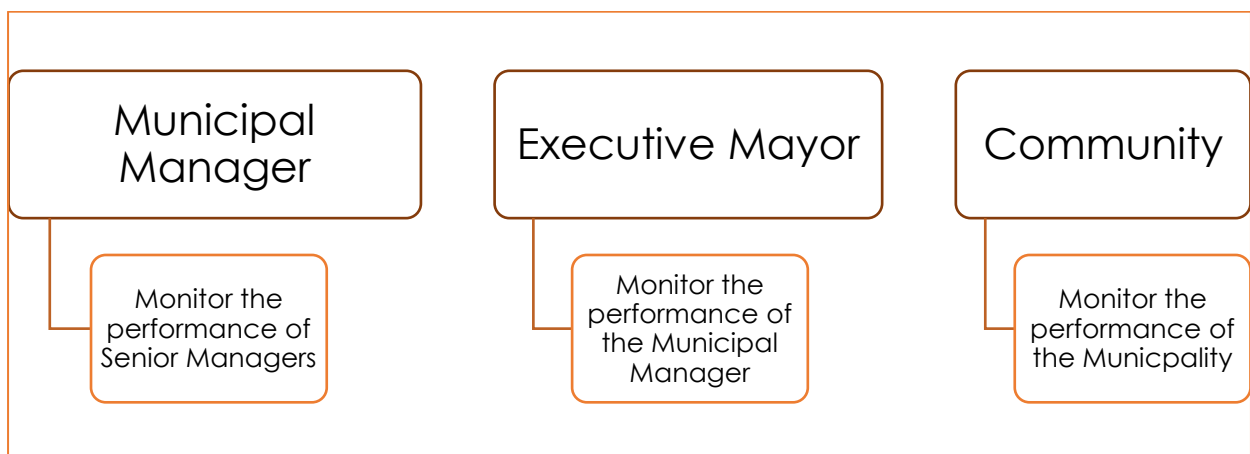 Municipal
Manager
Monitor the
performance of
Senior Managers
Executive Mayor
Monitor the
performance of
the Municipal
Manager
Community
Monitor the
performance of
the Municpality